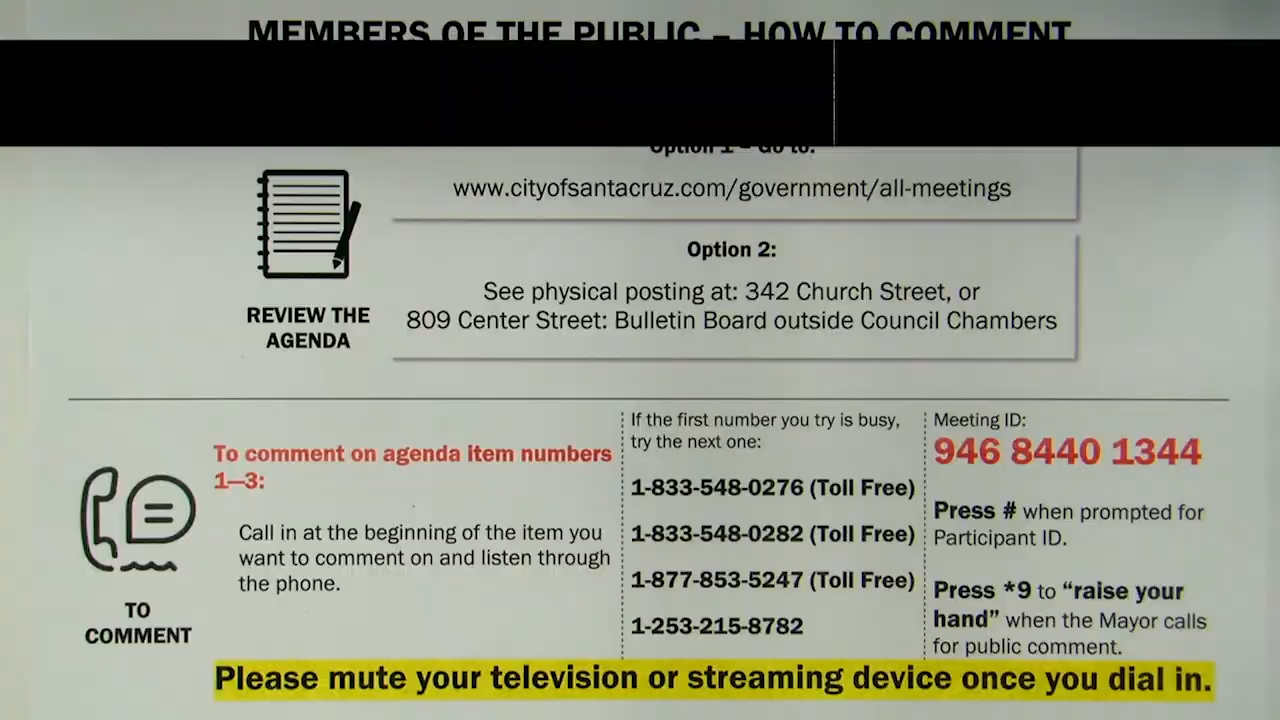 MEMBERS OF THE PUBLIC – HOW TO COMMENT
Option 1 – Go to:
www.cityofsantacruz.com/government/all-meetings
Option 2:
See physical posting at: 342 Church Street, or
809 Center Street: Bulletin Board outside Council Chambers
REVIEW THE
AGENDA
To comment on agenda item numbers
1—3:
Call in at the beginning of the item you
want to comment on and listen through
the phone.
TO
COMMENT
If the first number you try is busy,
try the next one:
1-833-548-0276 (Toll Free)
1-833-548-0282 (Toll Free)
1-877-853-5247 (Toll Free)
1-253-215-8782
Meeting ID:
946 8440 1344
Press # when prompted for
Participant ID.
Press *9 to “raise your
hand” when the Mayor calls
for public comment.
Please mute your television or streaming device once you dial in.